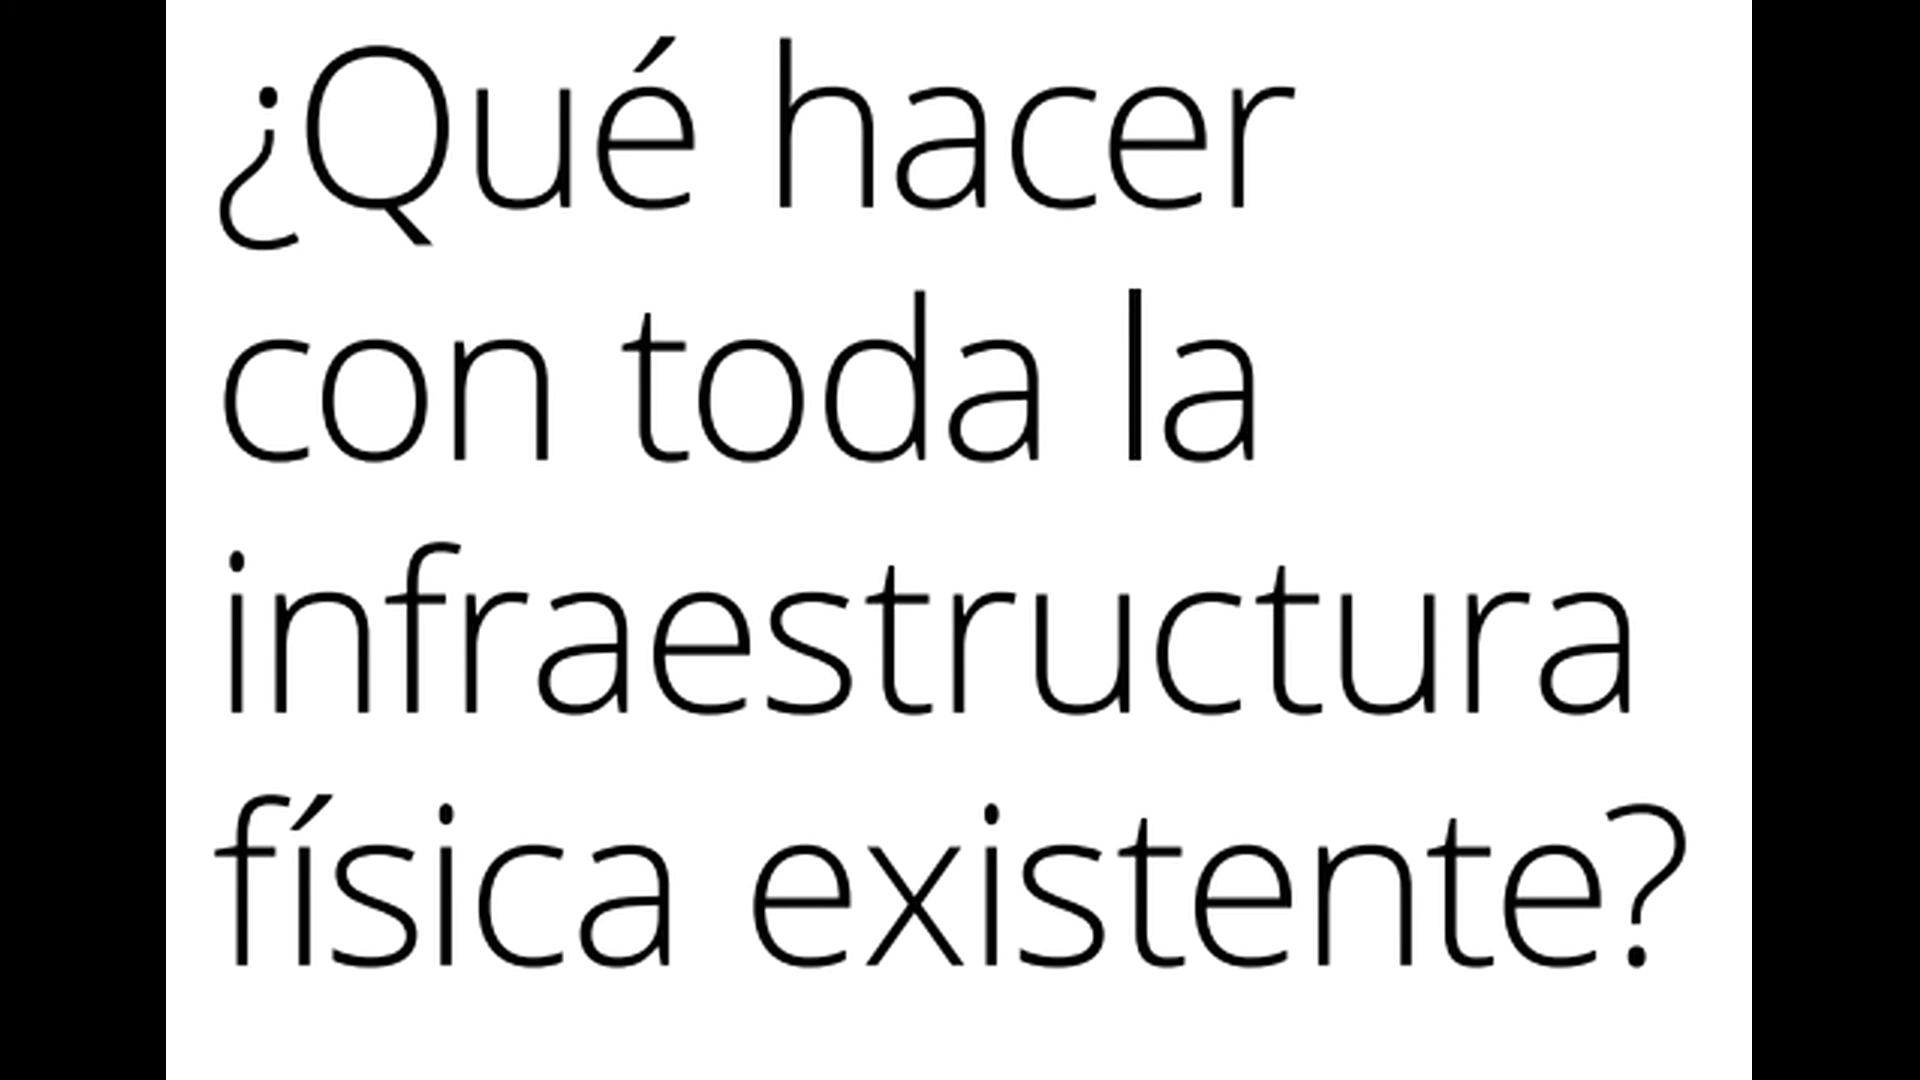 ¿Qué hacer
con toda la
infraestructura
física existente?